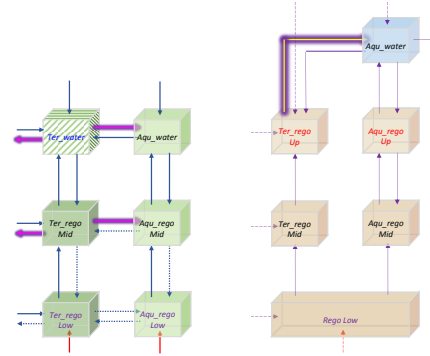 Aqu_water
Ter_water
Aqu_water
Ter_rego
Up
Aqu_rego
Up
Ter_rego
Mid
Aqu_rego
Mid
Ter_rego
Mid
Aqu_rego
Mid
Ter_rego
Low
Aqu_rego
Low
Rego Low